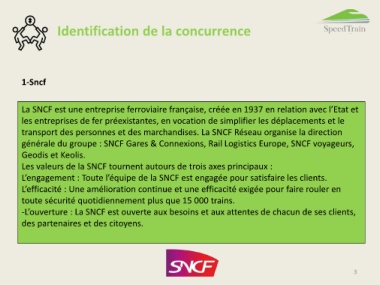 Identification de la concurrence
SpeedTrain
1-Sncf
La SNCF est une entreprise ferroviaire française, créée en 1937 en relation avec l’Etat et
les entreprises de fer préexistantes, en vocation de simplifier les déplacements et le
transport des personnes et des marchandises. La SNCF Réseau organise la direction
générale du groupe : SNCF Gares & Connexions, Rail Logistics Europe, SNCF voyageurs,
Geodis et Keolis.
Les valeurs de la SNCF tournent autours de trois axes principaux :
L’engagement : Toute l’équipe de la SNCF est engagée pour satisfaire les clients.
L’efficacité : Une amélioration continue et une efficacité exigée pour faire rouler en
toute sécurité quotidiennement plus que 15 000 trains.
-L’ouverture : La SNCF est ouverte aux besoins et aux attentes de chacun de ses clients,
des partenaires et des citoyens.
SNCF
3